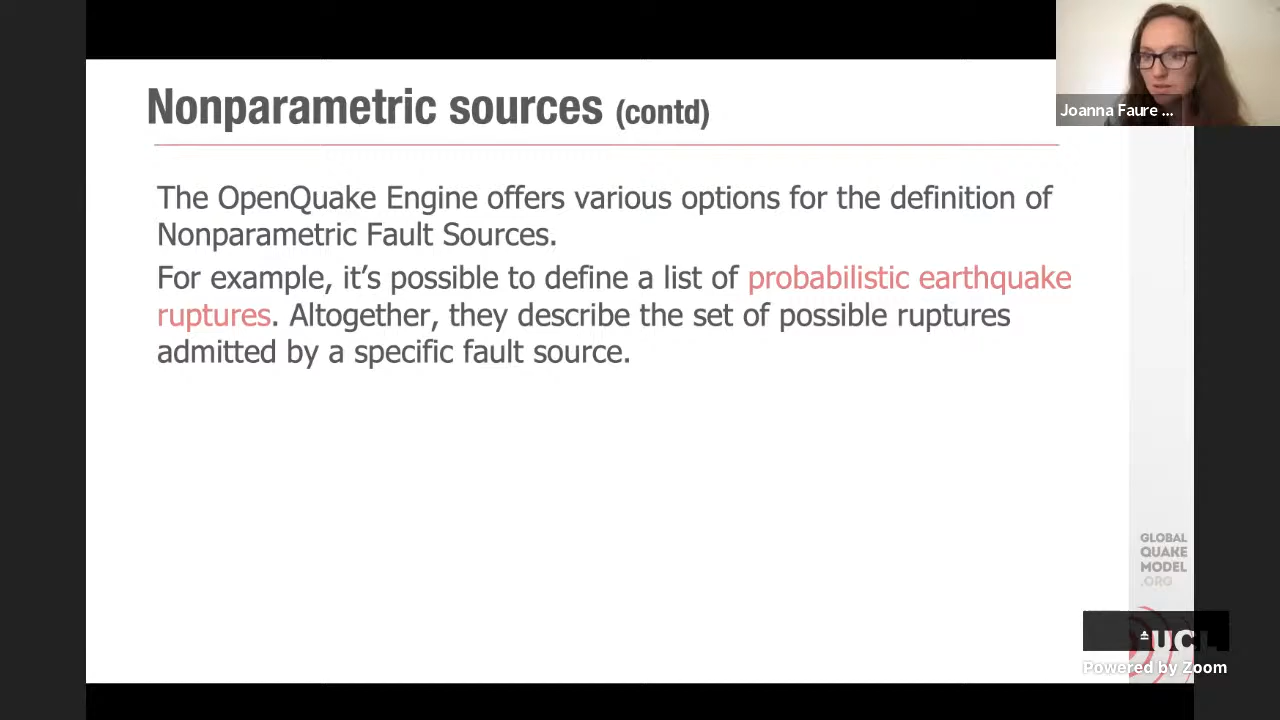 Nonparametric sources (contd)
Joanna Faure ...
The OpenQuake Engine offers various options for the definition of
Nonparametric Fault Sources.
For example, it's possible to define a list of probabilistic earthquake
ruptures. Altogether, they describe the set of possible ruptures
admitted by a specific fault source.
GLOBAL
QUAKE
MODEL
.ORG
UCL
Powered by Zoom